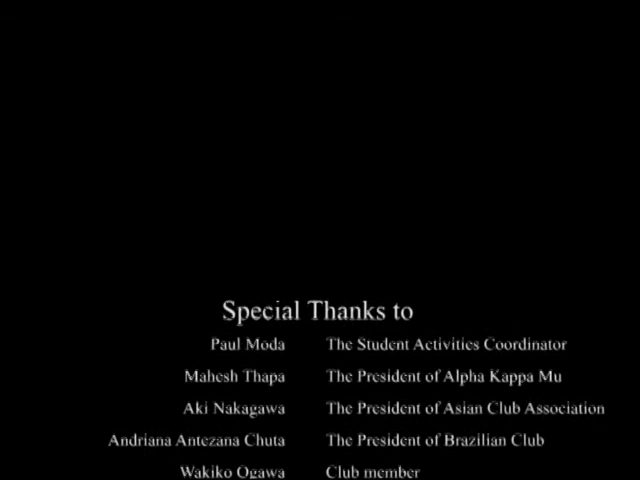 Special Thanks to
Paul Moda The Student Activities Coordinator
Mahesh Thapa The President of Alpha Kappa Mu
Aki Nakagawa The President of Asian Club Association
Andriana Antezana Chuta The President of Brazilian Club
Wakiko Ogawa Club member